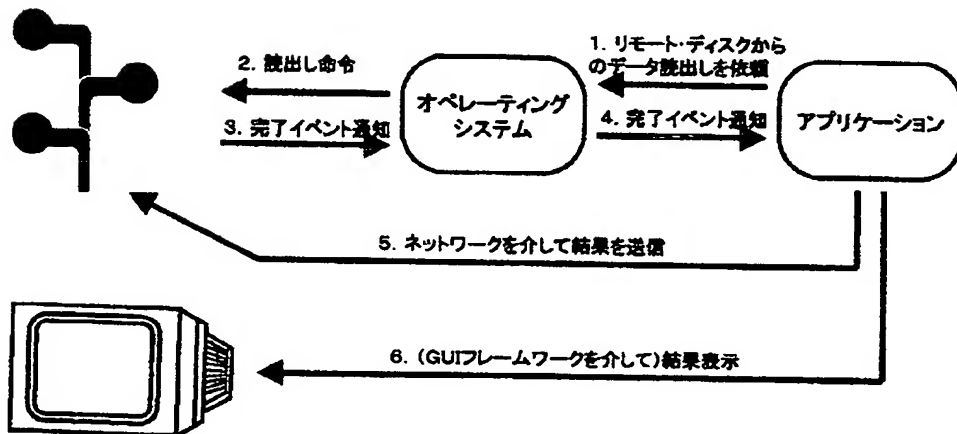 1. リモート・ディスクから
のデータ読出しを依頼
2. 読出し命令
オペレーティング
システム
アプリケーション
3. 完了イベント通知
4. 完了イベント通知
5. ネットワークを介して結果を送信
6. (GUIフレームワークを介して)結果表示